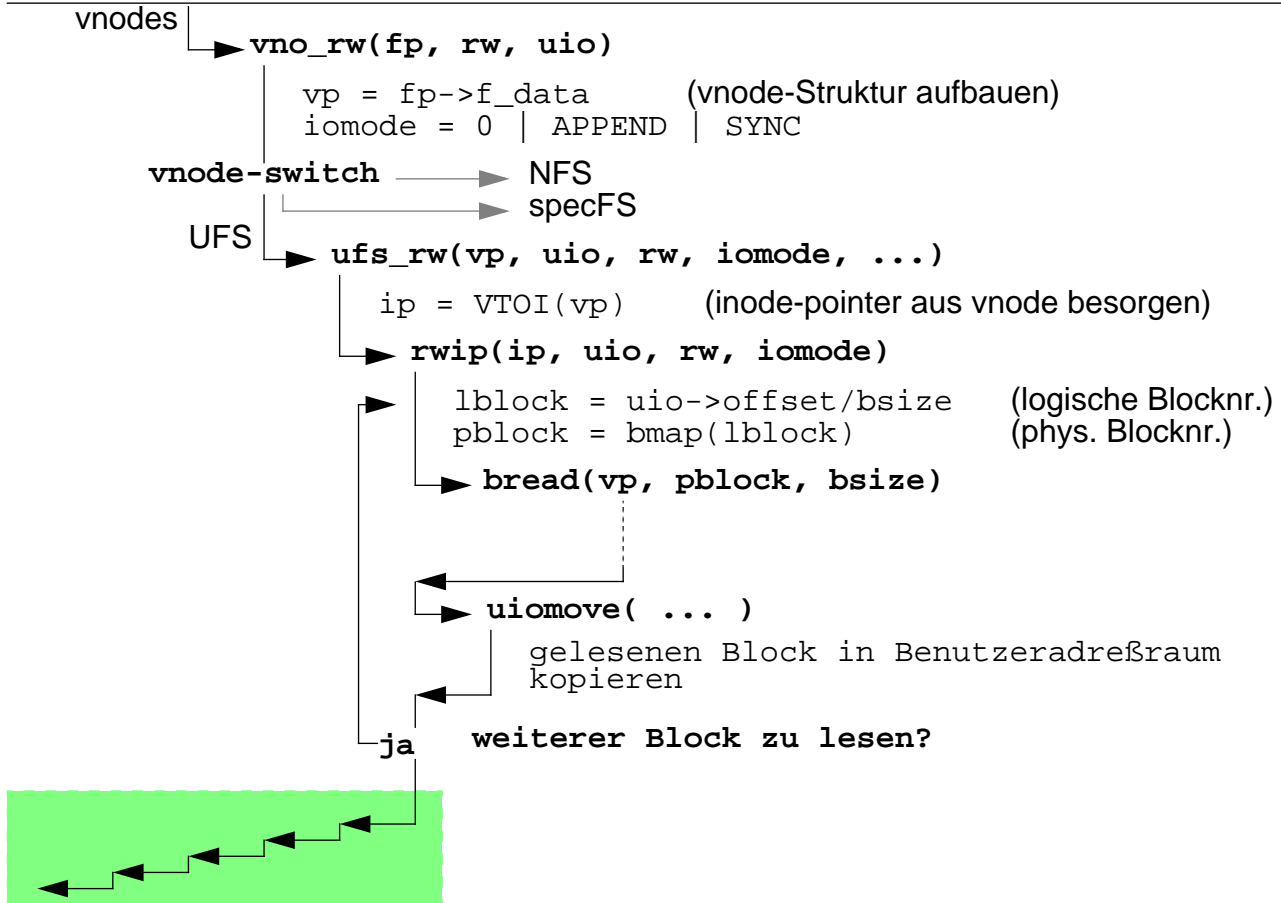 vnodes
vno_rw(fp, rw, uio)
vp = fp->f_data (vnode-Struktur aufbauen)
iomode = 0 | APPEND | SYNC
vnode-switch NFS
specFS
UFS
ufs_rw(vp, uio, rw, iomode, ...)
ip = VTOI(vp) (inode-pointer aus vnode besorgen)
rwip(ip, uio, rw, iomode)
lblock = uio->offset/bsize (logische Blocknr.)
pblock = bmap(lblock) (phys. Blocknr.)
bread(vp, pblock, bsize)
uiomove( ... )
gelesenen Block in Benutzeradreßraum
kopieren
ja weiterer Block zu lesen?